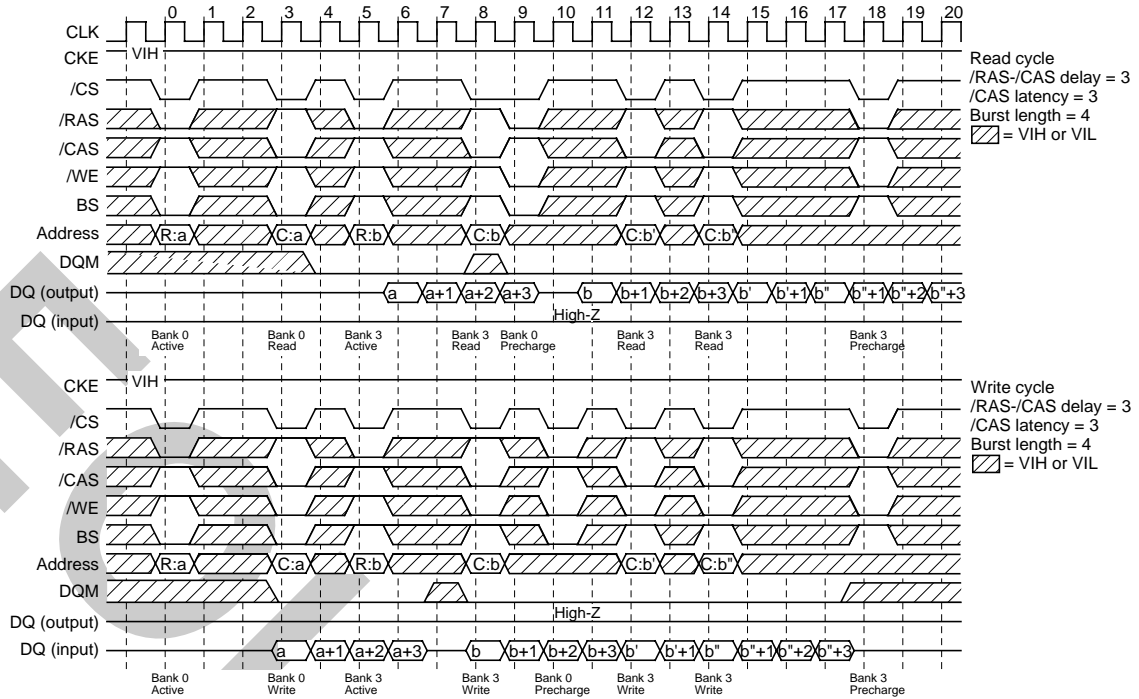 0 1 2 3 4 5 6 7 8 9 10 11 12 13 14 15 16 17 18 19 20
CLK
CKE VIH
/CS
/RAS
/CAS
/WE
BS
Address R:a C:a R:b C:b C:b' C:b"
DQM
DQ (output) a a+1 a+2 a+3 b b+1 b+2 b+3 b' b'+1 b" b"+1 b"+2 b"+3
DQ (input) High-Z
Bank 0 Bank 0 Bank 3 Bank 3 Bank 0 Bank 3 Bank 3 Bank 3
Active Read Active Read Precharge Read Read Precharge
Read cycle
/RAS-/CAS delay = 3
/CAS latency = 3
Burst length = 4
= VIH or VIL
CKE VIH
/CS
/RAS
/CAS
/WE
BS
Address R:a C:a R:b C:b C:b' C:b"
DQM
DQ (output) High-Z
DQ (input) a a+1 a+2 a+3 b b+1 b+2 b+3 b' b'+1 b" b"+1 b"+2 b"+3
Bank 0 Bank 0 Bank 3 Bank 3 Bank 0 Bank 3 Bank 3 Bank 3
Active Write Active Write Precharge Write Write Precharge
Write cycle
/RAS-/CAS delay = 3
/CAS latency = 3
Burst length = 4
= VIH or VIL